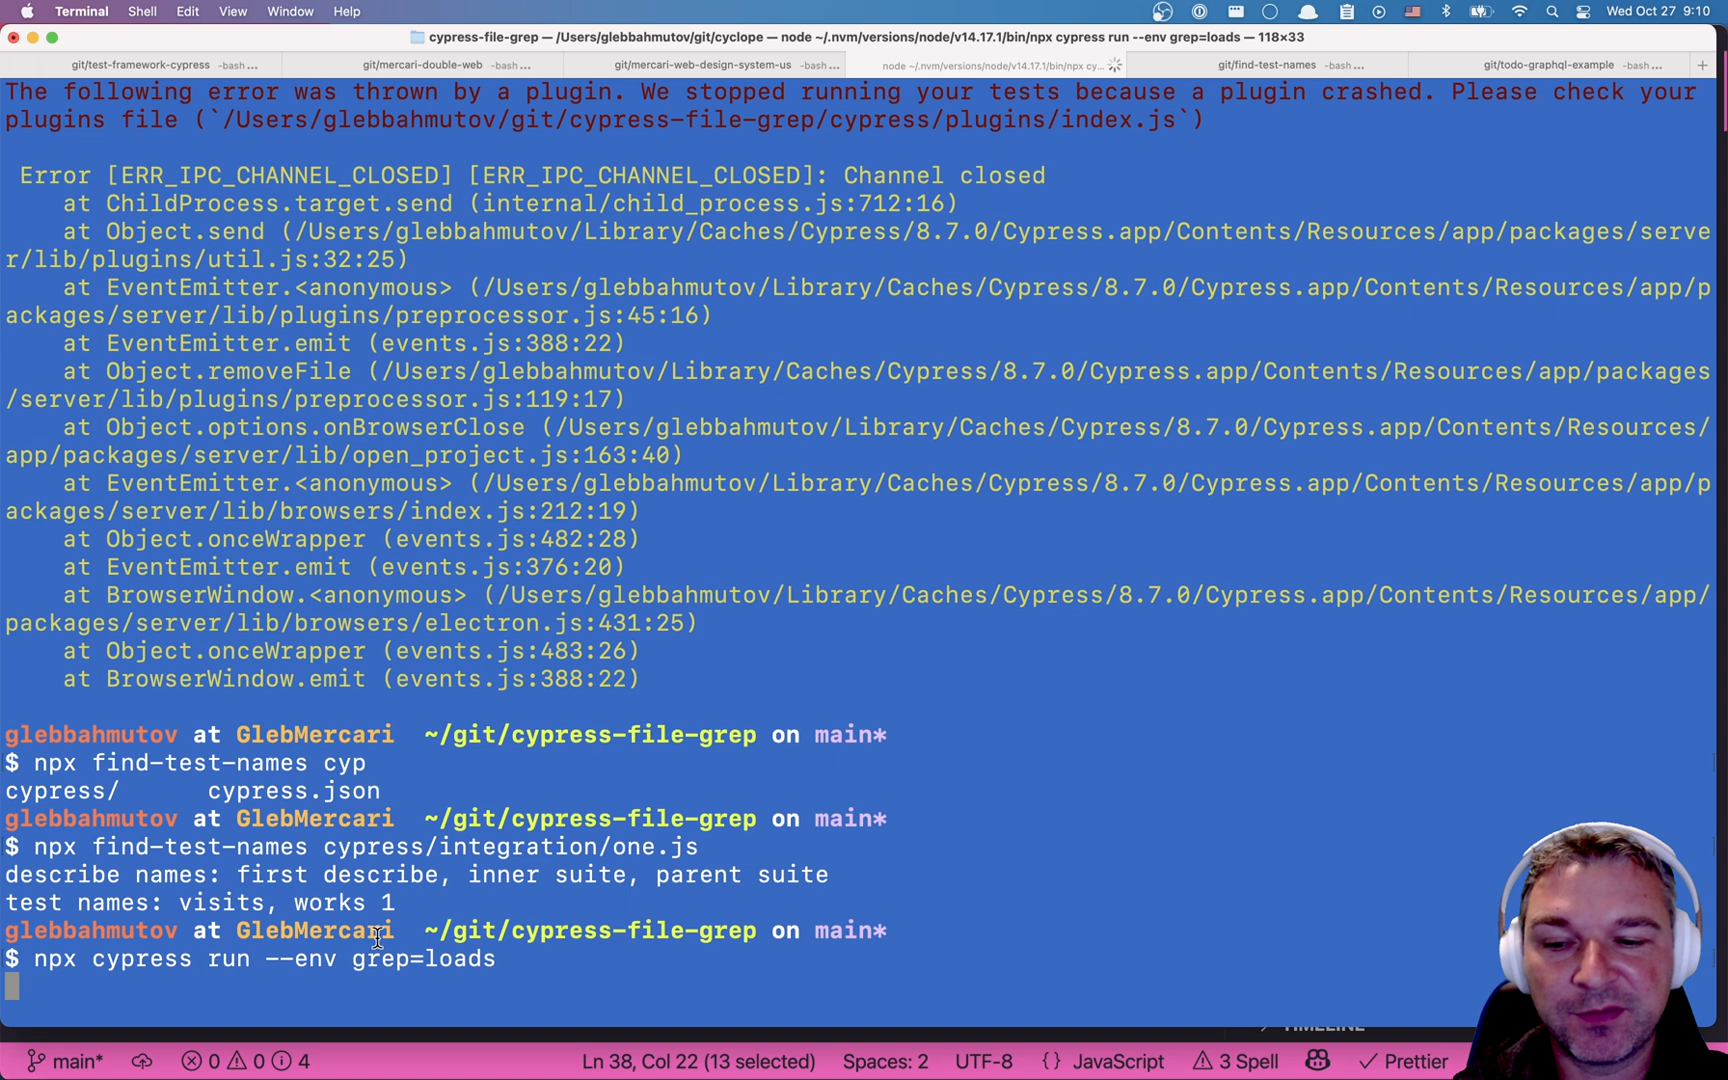 Terminal Shell Edit View Window Help Wed Oct 27 9:10
cypress-file-grep — /Users/glebbahmutov/git/cyclope — node ~/.nvm/versions/node/v14.17.1/bin/npx cypress run --env grep=loads — 118×33
git/test-framework-cypress -bash ... git/mercari-double-web -bash ... git/mercari-web-design-system-us -bash ... node ~/.nvm/versions/node/v14.17.1/bin/npx cy... git/find-test-names -bash ... git/todo-graphql-example -bash ... +
The following error was thrown by a plugin. We stopped running your tests because a plugin crashed. Please check your
plugins file (`/Users/glebbahmutov/git/cypress-file-grep/cypress/plugins/index.js`)
Error [ERR_IPC_CHANNEL_CLOSED] [ERR_IPC_CHANNEL_CLOSED]: Channel closed
at ChildProcess.target.send (internal/child_process.js:712:16)
at Object.send (/Users/glebbahmutov/Library/Caches/Cypress/8.7.0/Cypress.app/Contents/Resources/app/packages/serve
r/lib/plugins/util.js:32:25)
at EventEmitter.<anonymous> (/Users/glebbahmutov/Library/Caches/Cypress/8.7.0/Cypress.app/Contents/Resources/app/p
ackages/server/lib/plugins/preprocessor.js:45:16)
at EventEmitter.emit (events.js:388:22)
at Object.removeFile (/Users/glebbahmutov/Library/Caches/Cypress/8.7.0/Cypress.app/Contents/Resources/app/packages
/server/lib/plugins/preprocessor.js:119:17)
at Object.options.onBrowserClose (/Users/glebbahmutov/Library/Caches/Cypress/8.7.0/Cypress.app/Contents/Resources/
app/packages/server/lib/open_project.js:163:40)
at EventEmitter.<anonymous> (/Users/glebbahmutov/Library/Caches/Cypress/8.7.0/Cypress.app/Contents/Resources/app/p
ackages/server/lib/browsers/index.js:212:19)
at Object.onceWrapper (events.js:482:28)
at EventEmitter.emit (events.js:376:20)
at BrowserWindow.<anonymous> (/Users/glebbahmutov/Library/Caches/Cypress/8.7.0/Cypress.app/Contents/Resources/app/
packages/server/lib/browsers/electron.js:431:25)
at Object.onceWrapper (events.js:483:26)
at BrowserWindow.emit (events.js:388:22)
glebbahmutov at GlebMercari ~/git/cypress-file-grep on main*
$ npx find-test-names cyp
cypress/ cypress.json
glebbahmutov at GlebMercari ~/git/cypress-file-grep on main*
$ npx find-test-names cypress/integration/one.js
describe names: first describe, inner suite, parent suite
test names: visits, works 1
glebbahmutov at GlebMercari ~/git/cypress-file-grep on main*
$ npx cypress run --env grep=loads
TIMELINE
main* 0 0 4 Ln 38, Col 22 (13 selected) Spaces: 2 UTF-8 {} JavaScript 3 Spell Prettier